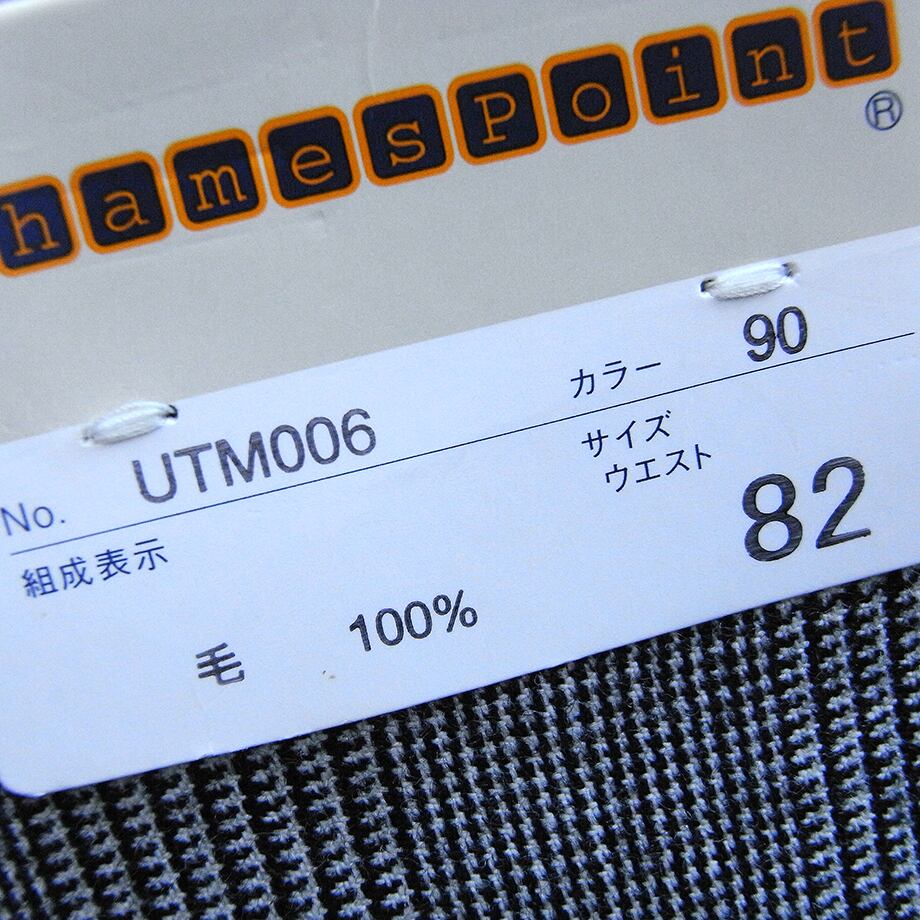 hamesPoint
®
カラー 90
No. UTM006
サイズ
ウエスト 82
組成表示
毛 100%